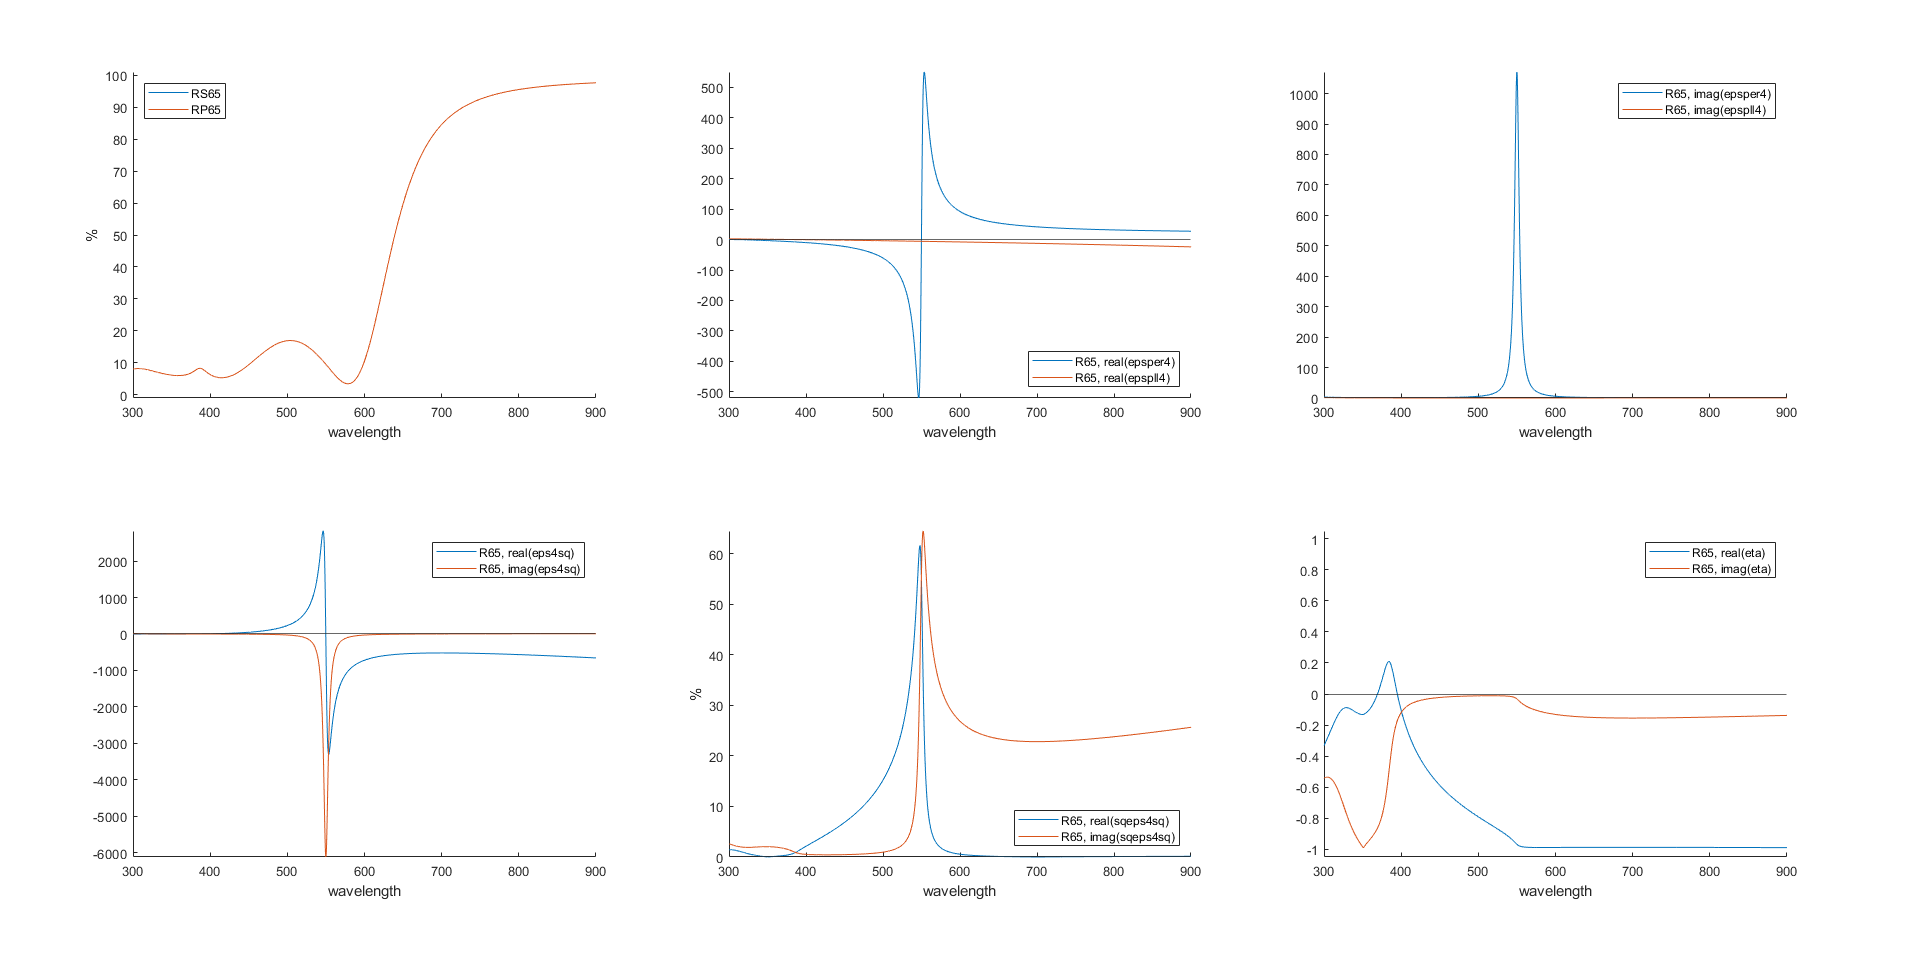 RS65
RP65
100
90
80
70
60
50
40
30
20
10
0
%
300 400 500 600 700 800 900
wavelength
500
400
300
200
100
0
-100
-200
-300
-400
-500
R65, real(epsper4)
R65, real(epspll4)
300 400 500 600 700 800 900
wavelength
R65, imag(epsper4)
R65, imag(epspll4)
1000
900
800
700
600
500
400
300
200
100
0
300 400 500 600 700 800 900
wavelength
R65, real(eps4sq)
R65, imag(eps4sq)
2000
1000
0
-1000
-2000
-3000
-4000
-5000
-6000
300 400 500 600 700 800 900
wavelength
60
50
40
30
20
10
0
%
R65, real(sqeps4sq)
R65, imag(sqeps4sq)
300 400 500 600 700 800 900
wavelength
R65, real(eta)
R65, imag(eta)
1
0.8
0.6
0.4
0.2
0
-0.2
-0.4
-0.6
-0.8
-1
300 400 500 600 700 800 900
wavelength